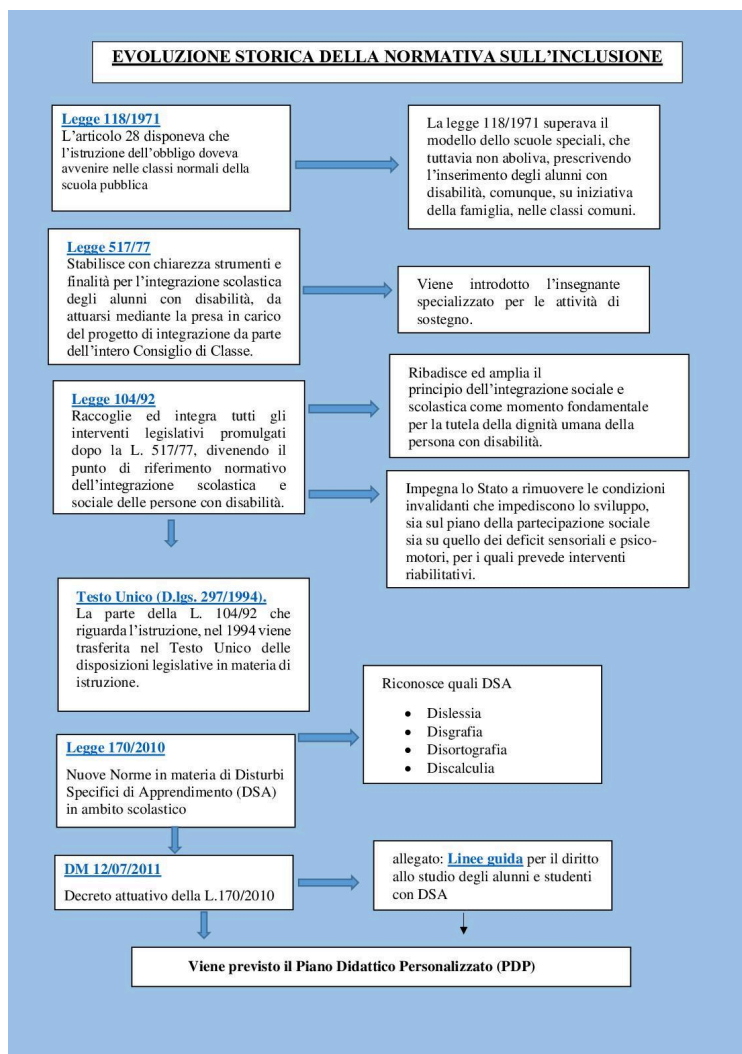 EVOLUZIONE STORICA DELLA NORMATIVA SULL'INCLUSIONE
Legge 118/1971
L'articolo 28 disponeva che
l'istruzione dell'obbligo doveva
avvenire nelle classi normali della
scuola pubblica
La legge 118/1971 superava il
modello dello scuole speciali, che
tuttavia non aboliva, prescrivendo
l'inserimento degli alunni con
disabilità, comunque, su iniziativa
della famiglia, nelle classi comuni.
Legge 517/77
Stabilisce con chiarezza strumenti e
finalità per l'integrazione scolastica
degli alunni con disabilità, da
attuarsi mediante la presa in carico
del progetto di integrazione da parte
dell'intero Consiglio di Classe.
Viene introdotto l'insegnante
specializzato per le attività di
sostegno.
Legge 104/92
Raccoglie ed integra tutti gli
interventi legislativi promulgati
dopo la L. 517/77, divenendo il
punto di riferimento normativo
dell'integrazione scolastica e
sociale delle persone con disabilità.
Ribadisce ed amplia il
principio dell'integrazione sociale e
scolastica come momento fondamentale
per la tutela della dignità umana della
persona con disabilità.
Impegna lo Stato a rimuovere le condizioni
invalidanti che impediscono lo sviluppo,
sia sul piano della partecipazione sociale
sia su quello dei deficit sensoriali e psico-
motori, per i quali prevede interventi
riabilitativi.
Testo Unico (D.lgs. 297/1994).
La parte della L. 104/92 che
riguarda l'istruzione, nel 1994 viene
trasferita nel Testo Unico delle
disposizioni legislative in materia di
istruzione.
Riconosce quali DSA
• Dislessia
• Disgrafia
• Disortografia
• Discalculia
Legge 170/2010
Nuove Norme in materia di Disturbi
Specifici di Apprendimento (DSA)
in ambito scolastico
DM 12/07/2011
Decreto attuativo della L.170/2010
allegato: Linee guida per il diritto
allo studio degli alunni e studenti
con DSA
Viene previsto il Piano Didattico Personalizzato (PDP)